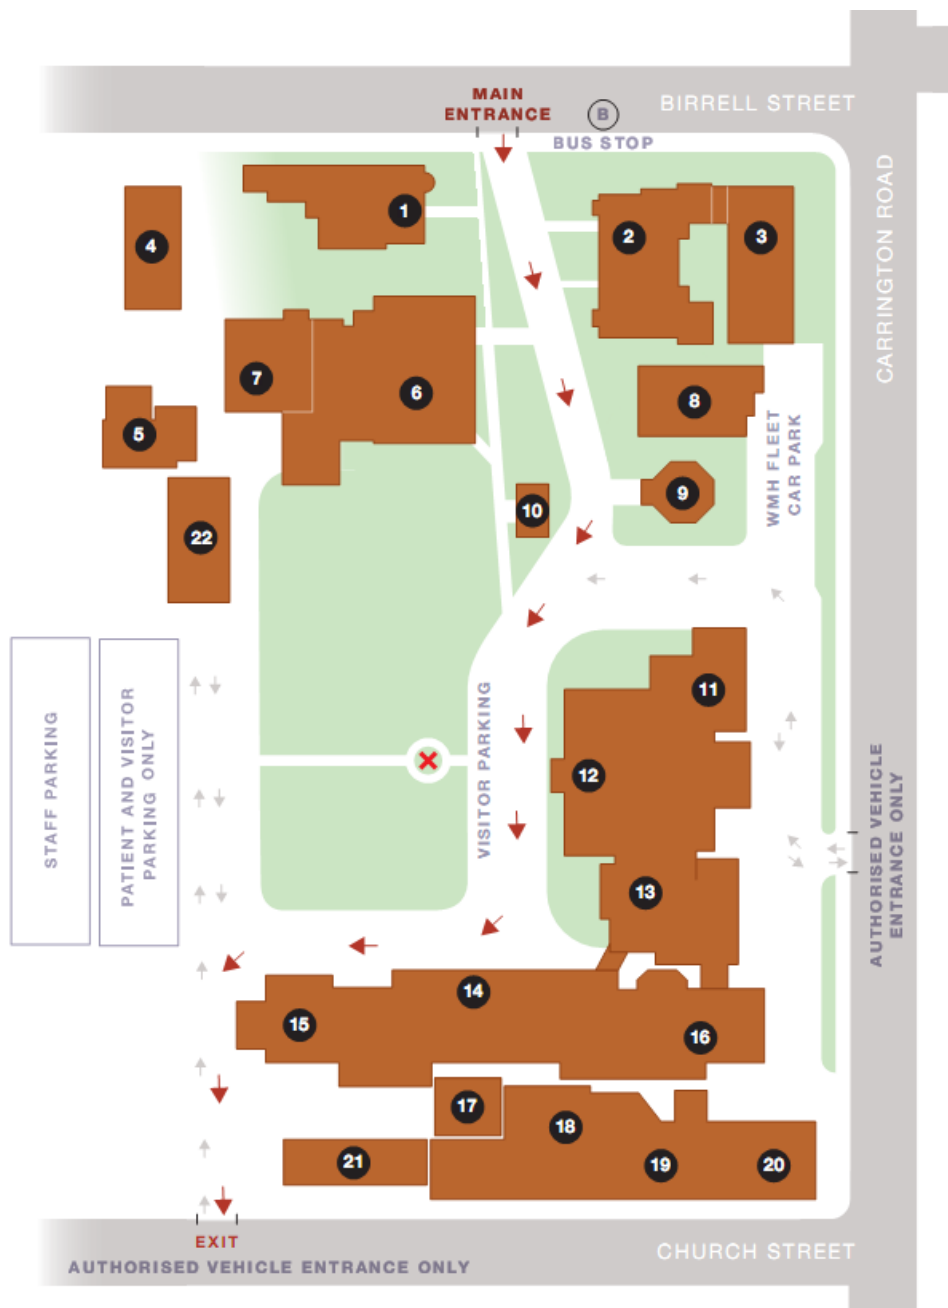 MAIN
ENTRANCE
B
BUS STOP
BIRRELL STREET
CARRINGTON ROAD
1
2
3
4
7
6
5
8
WMH FLEET
CAR PARK
9
10
22
11
STAFF PARKING
PATIENT AND VISITOR
PARKING ONLY
VISITOR PARKING
12
AUTHORISED VEHICLE
ENTRANCE ONLY
13
14
15
16
17
18
21
19
20
EXIT
AUTHORISED VEHICLE ENTRANCE ONLY
CHURCH STREET